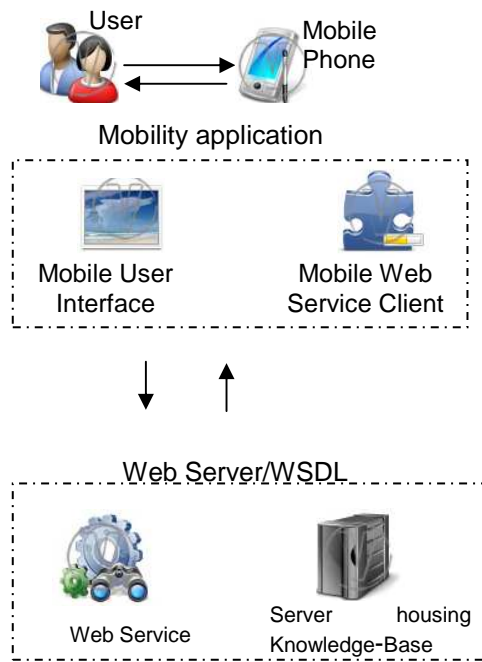 User
Mobile
Phone
Mobility application
Mobile User
Interface
Mobile Web
Service Client
Web Server/WSDL
Web Service
Server housing
Knowledge-Base